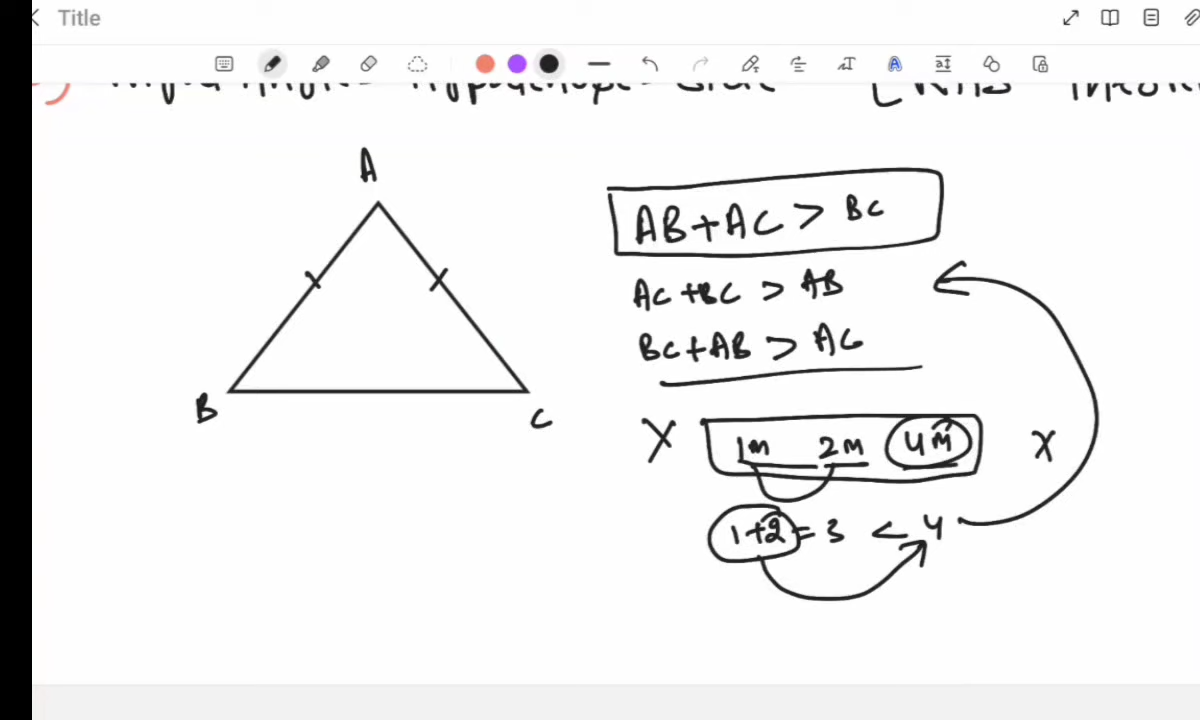 Title
A
AB+AC > BC
AC+BC > AB
BC+AB > AC
B
C
X 1m 2m 4m X
1+2=3 < 4